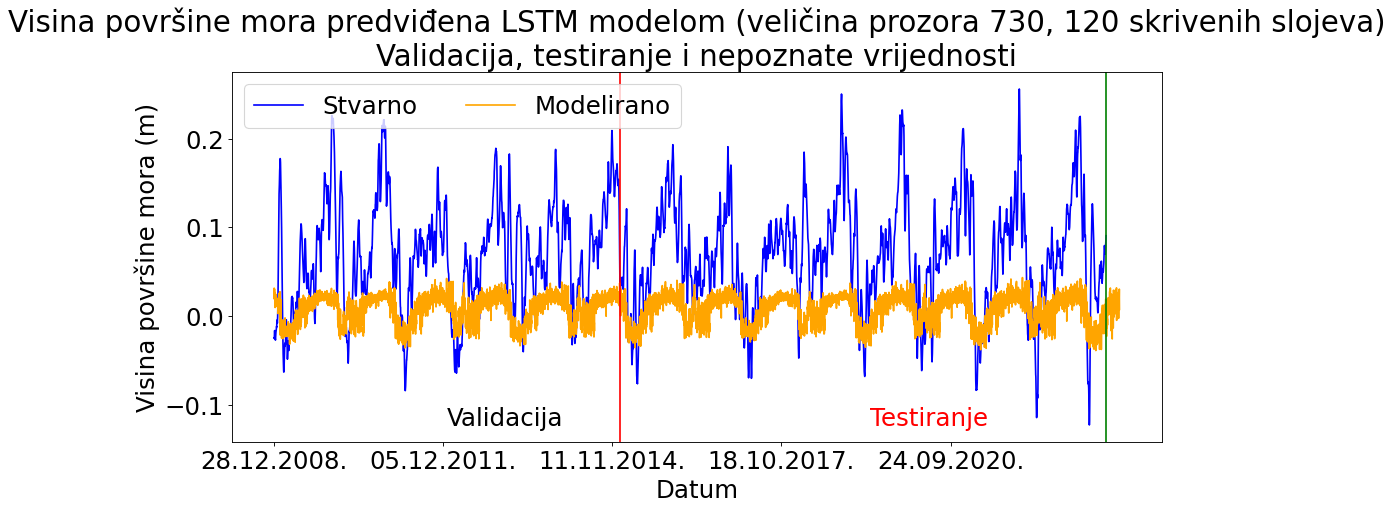 Visina površine mora predviđena LSTM modelom (veličina prozora 730, 120 skrivenih slojeva)
Validacija, testiranje i nepoznate vrijednosti
Stvarno Modelirano
Visina površine mora (m)
0.2
0.1
0.0
−0.1
Validacija
Testiranje
28.12.2008. 05.12.2011. 11.11.2014. 18.10.2017. 24.09.2020.
Datum